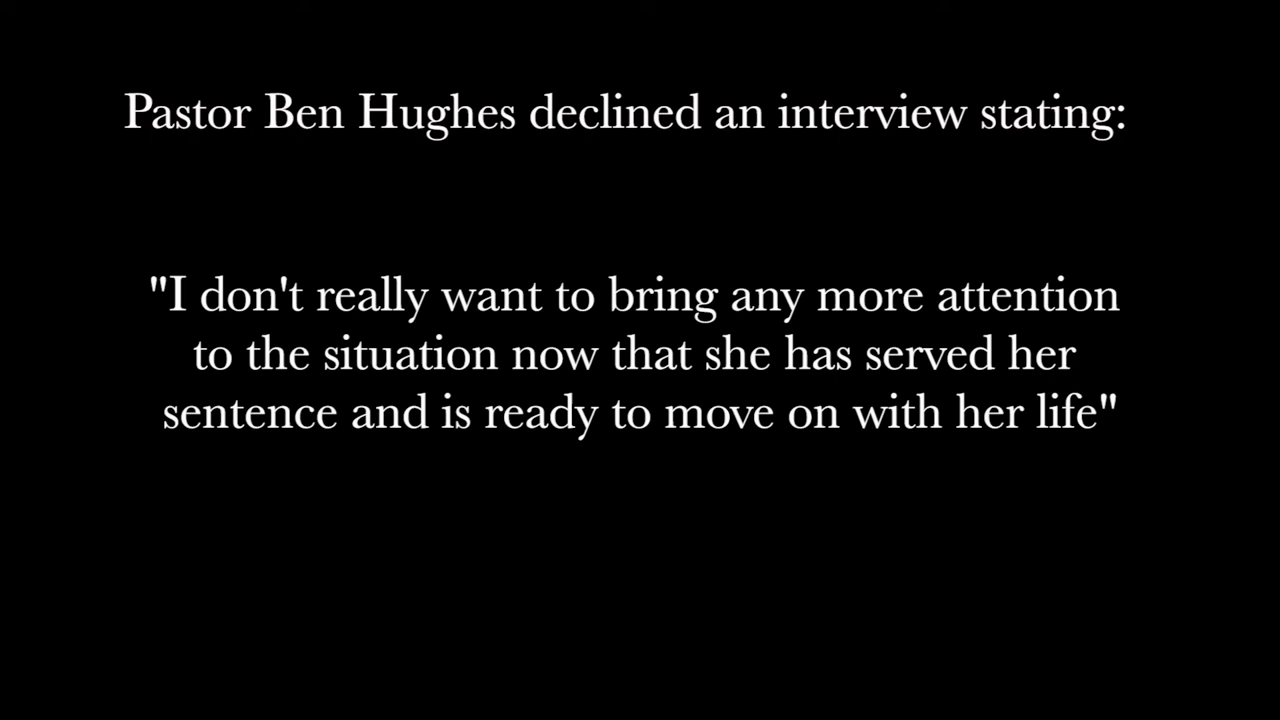 Pastor Ben Hughes declined an interview stating:
"I don't really want to bring any more attention
to the situation now that she has served her
sentence and is ready to move on with her life"